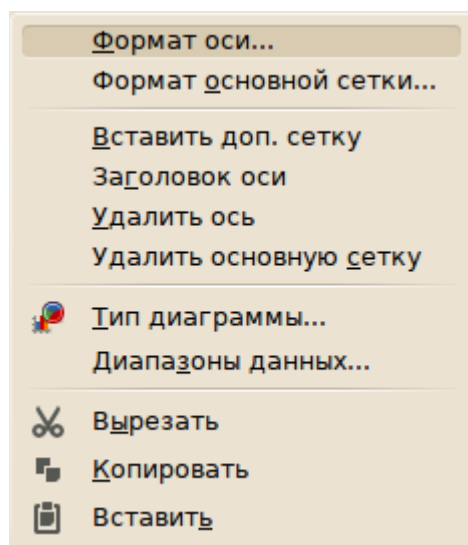 Формат оси...
Формат основной сетки...
Вставить доп. сетку
Заголовок оси
Удалить ось
Удалить основную сетку
Тип диаграммы...
Диапазоны данных...
Вырезать
Копировать
Вставить